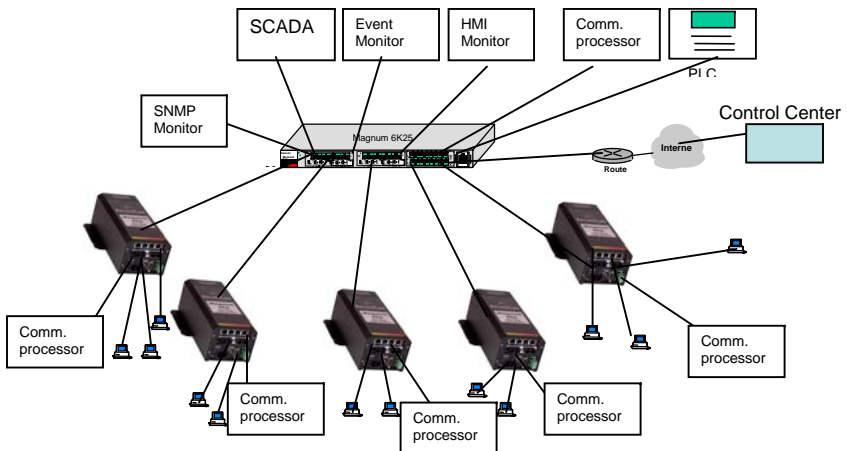 SCADA
Event
Monitor
HMI
Monitor
Comm.
processor
PLC
SNMP
Monitor
Magnum 6K25
Control Center
Interne
Route
Comm.
processor
Comm.
processor
Comm.
processor
Comm.
processor
Comm.
processor